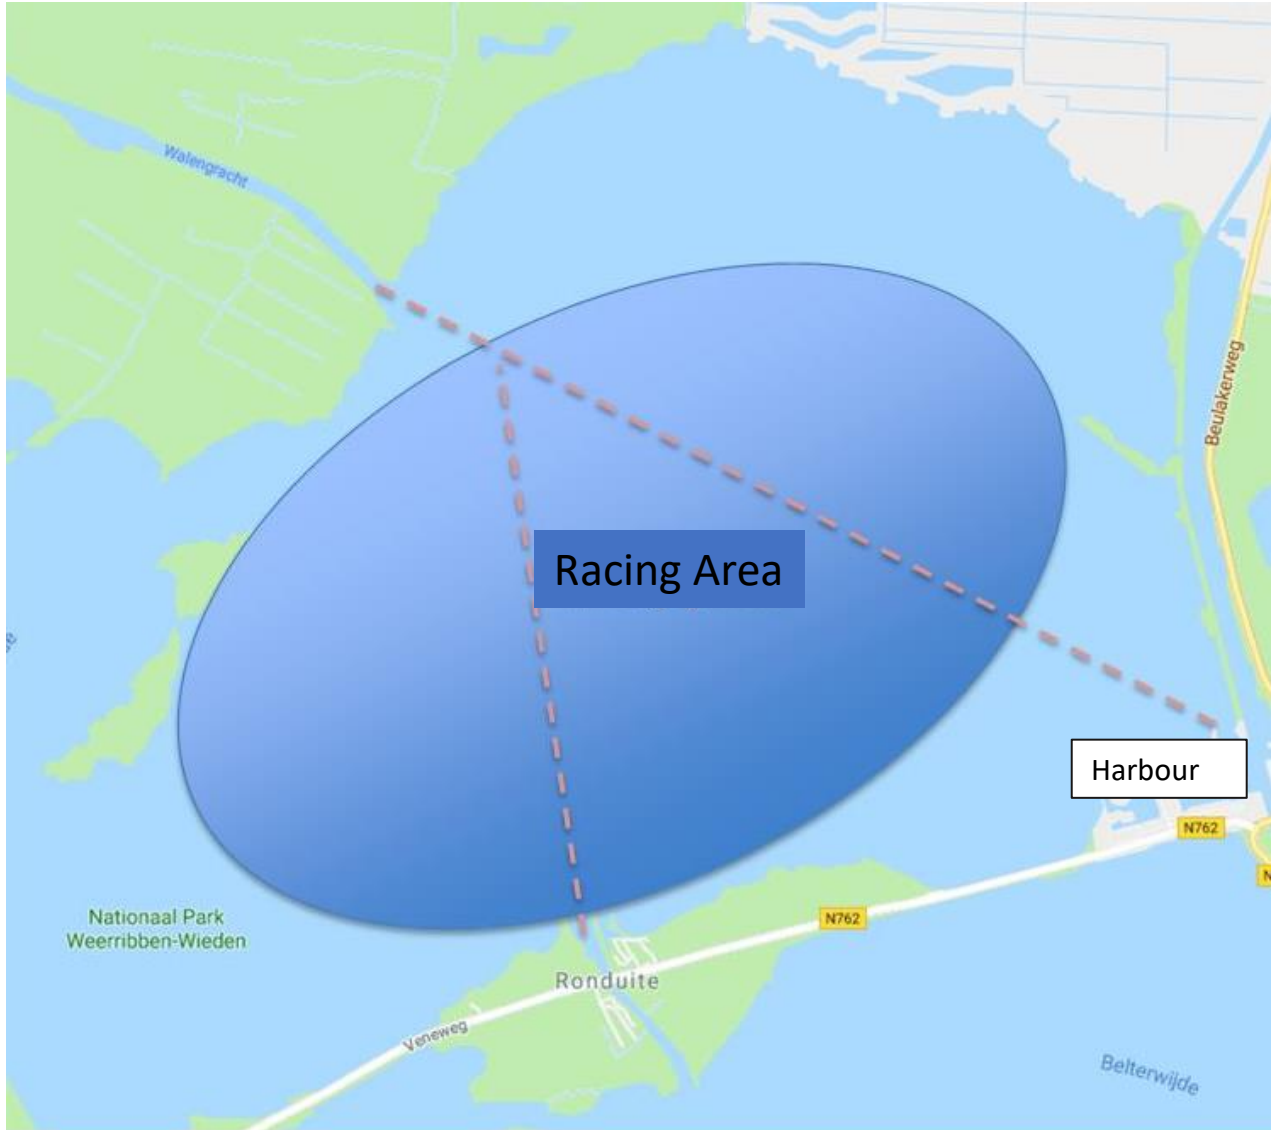 Walengracht
Beulakerweg
Racing Area
Harbour
N762
N762
N
Nationaal Park
Weerribben-Wieden
Ronduite
Veneweg
Belterwijde